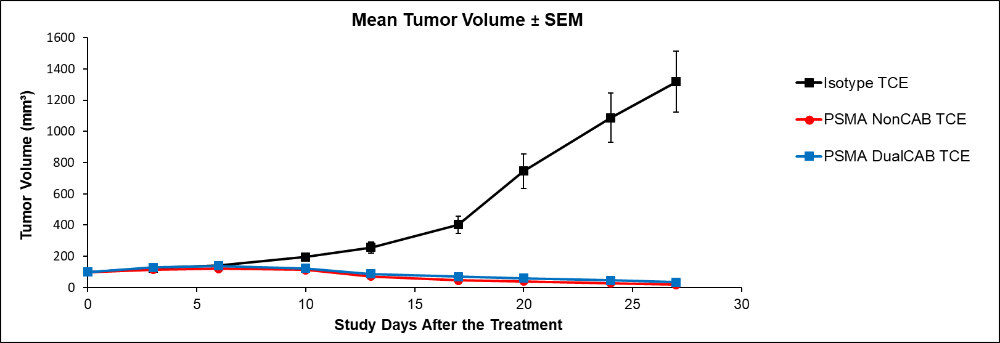 Mean Tumor Volume ± SEM
1600
1400
1200
1000
800
600
400
200
0
Tumor Volume (mm³)
0 5 10 15 20 25 30
Study Days After the Treatment
Isotype TCE
PSMA NonCAB TCE
PSMA DualCAB TCE